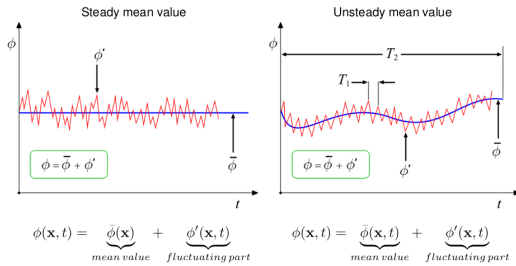 Steady mean value
Unsteady mean value
ϕ
ϕ'
ϕ = ϕ̅ + ϕ'
ϕ̅
t
ϕ
T₂
T₁
ϕ = ϕ̅ + ϕ'
ϕ'
ϕ̅
t
ϕ(x, t) = ϕ̅(x) + ϕ′(x, t)
mean value fluctuating part
ϕ(x, t) = ϕ̅(x, t) + ϕ′(x, t)
mean value fluctuating part